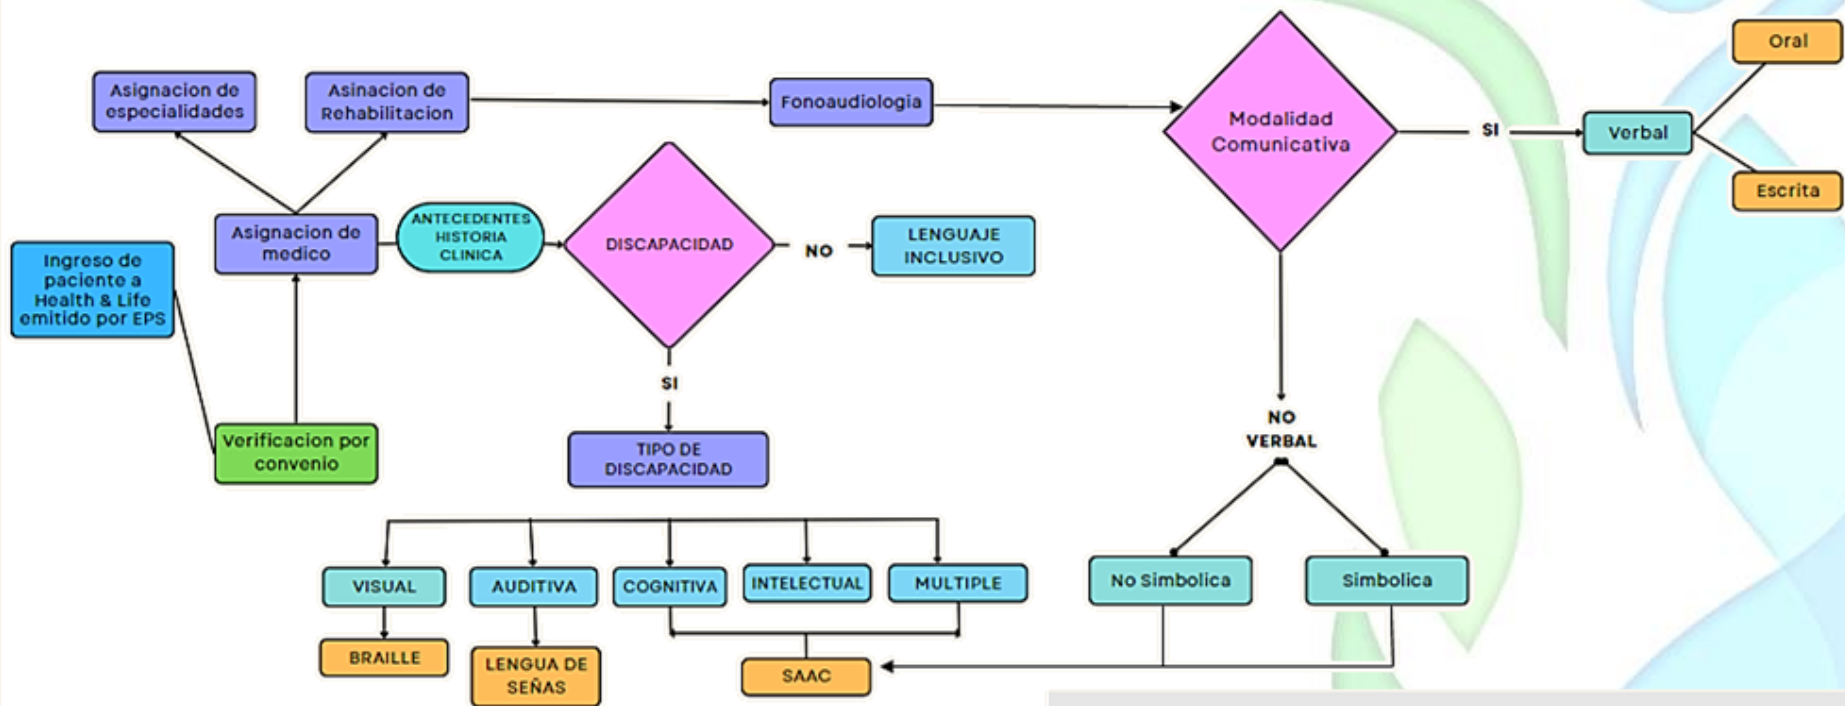 Asignacion de
especialidades
Asinacion de
Rehabilitacion
Fonoaudiologia
Modalidad
Comunicativa
SI
Verbal
Oral
Escrita
Ingreso de
paciente a
Health & Life
emitido por EPS
Asignacion de
medico
ANTECEDENTES
HISTORIA
CLINICA
DISCAPACIDAD
NO
LENGUAJE
INCLUSIVO
SI
Verificacion por
convenio
TIPO DE
DISCAPACIDAD
NO
VERBAL
VISUAL
AUDITIVA
COGNITIVA
INTELECTUAL
MULTIPLE
No Simbolica
Simbolica
BRAILLE
LENGUA DE
SEÑAS
SAAC